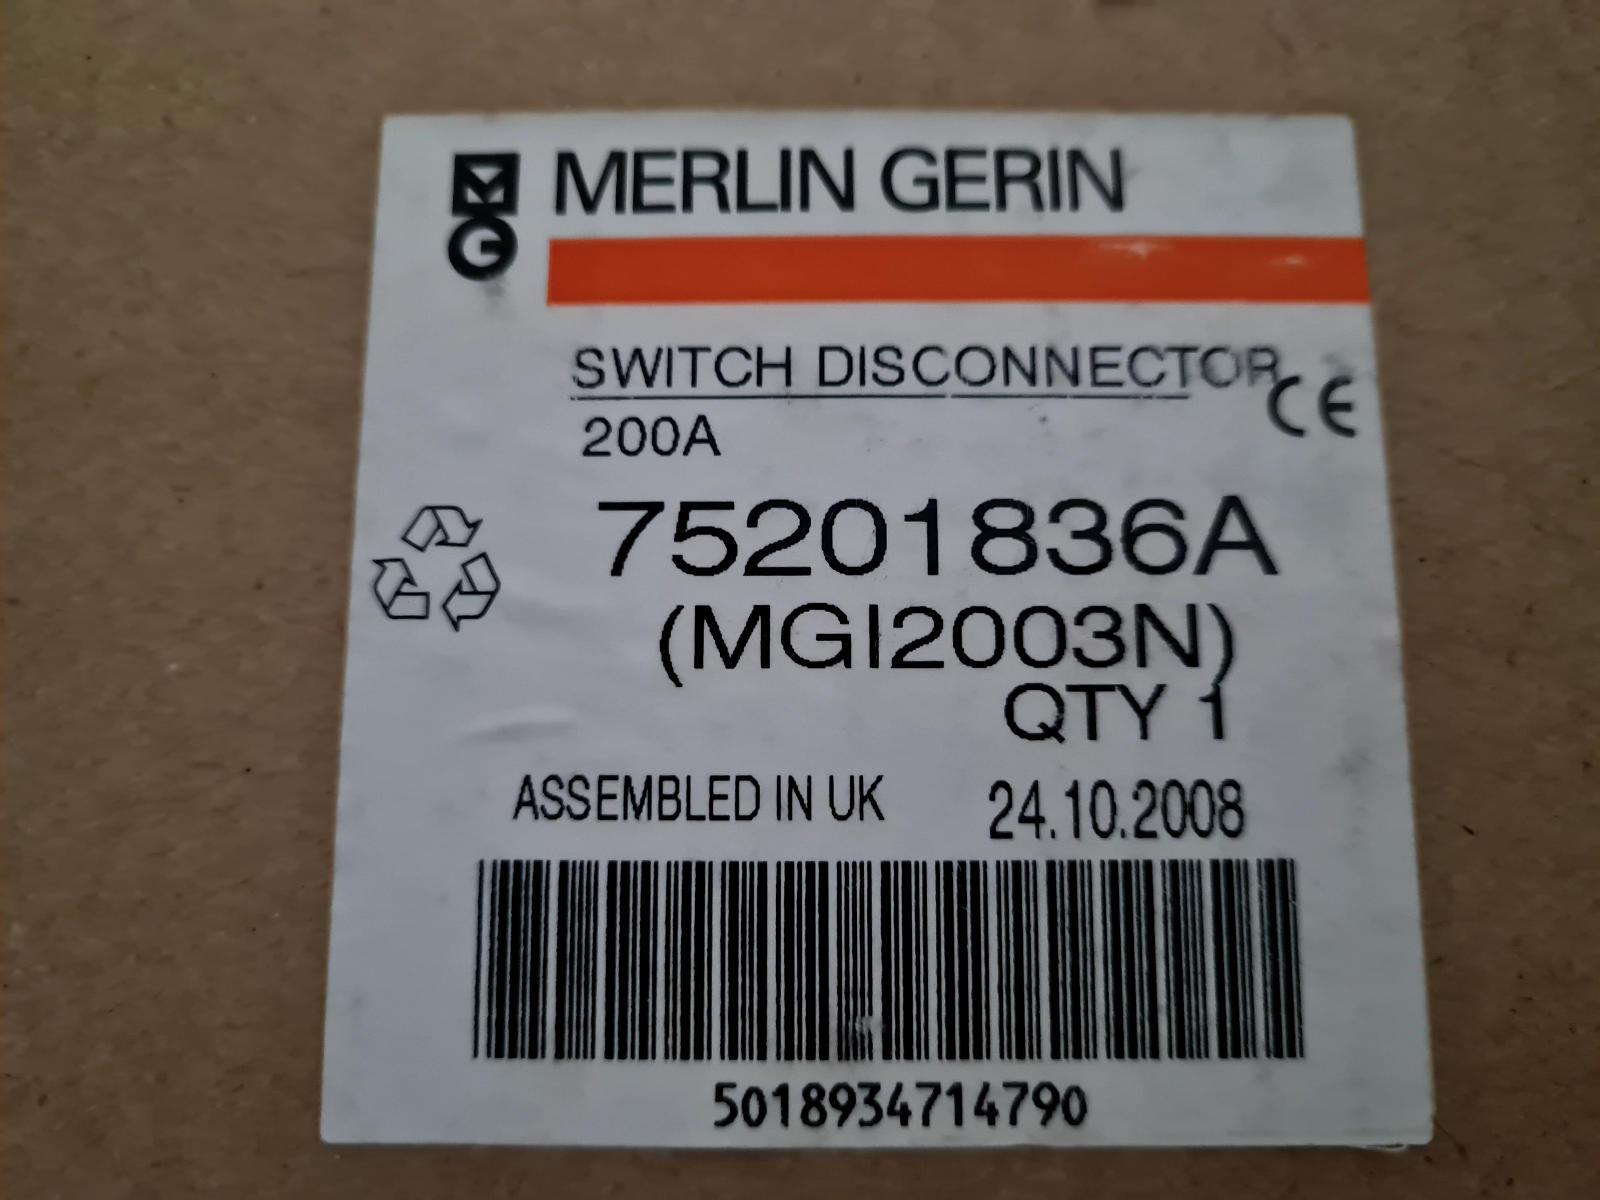 MG
MERLIN GERIN
SWITCH DISCONNECTOR
CE
200A
75201836A
(MGI2003N)
QTY 1
ASSEMBLED IN UK 24.10.2008
5018934714790